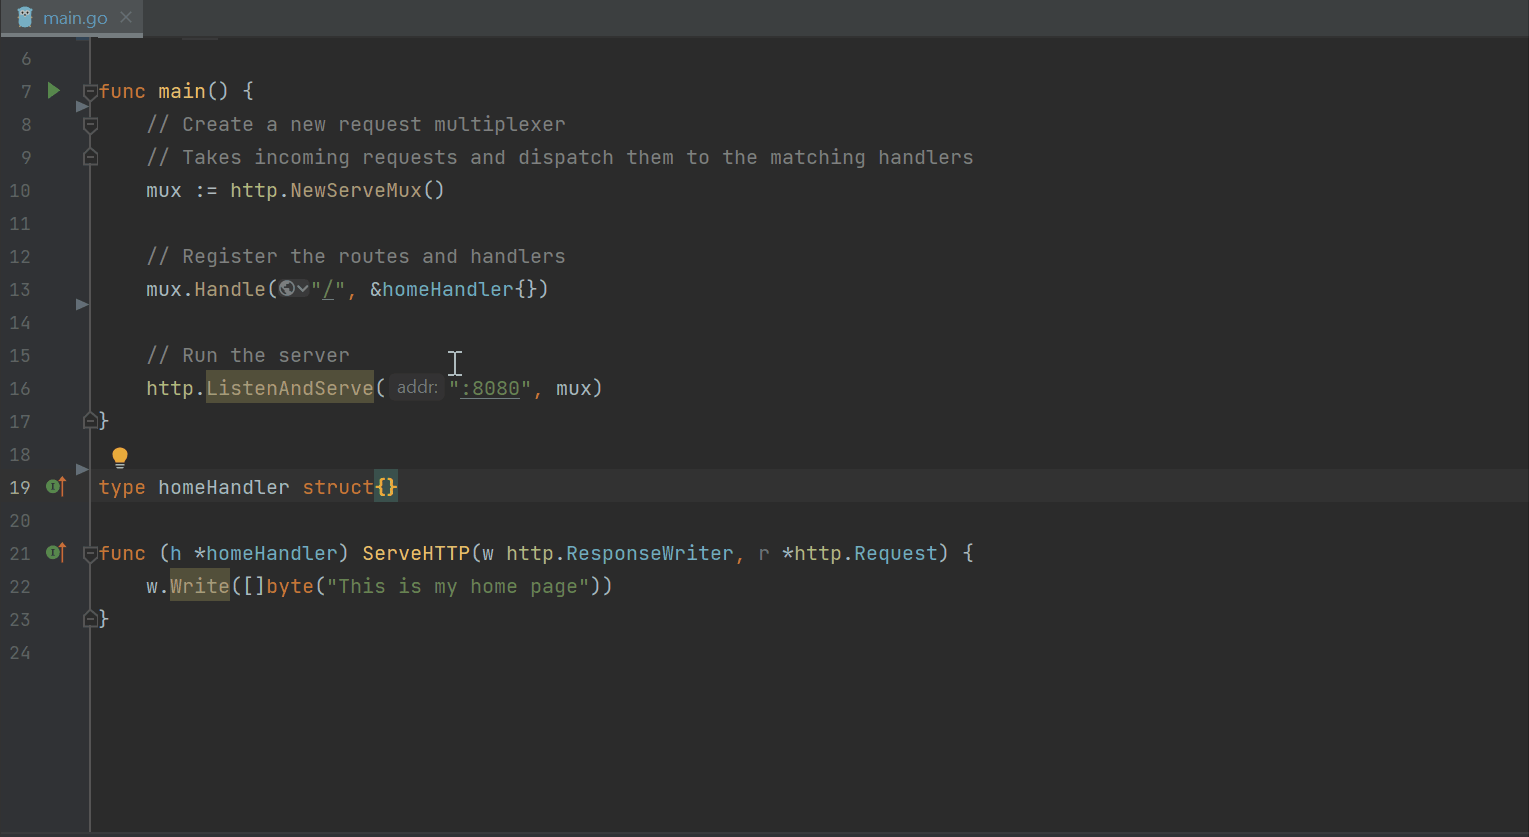 main.go
6
7 func main() {
8 // Create a new request multiplexer
9 // Takes incoming requests and dispatch them to the matching handlers
10 mux := http.NewServeMux()
11
12 // Register the routes and handlers
13 mux.Handle("/", &homeHandler{})
14
15 // Run the server
16 http.ListenAndServe( addr: ":8080", mux)
17 }
18
19 type homeHandler struct{}
20
21 func (h *homeHandler) ServeHTTP(w http.ResponseWriter, r *http.Request) {
22 w.Write([]byte("This is my home page"))
23 }
24